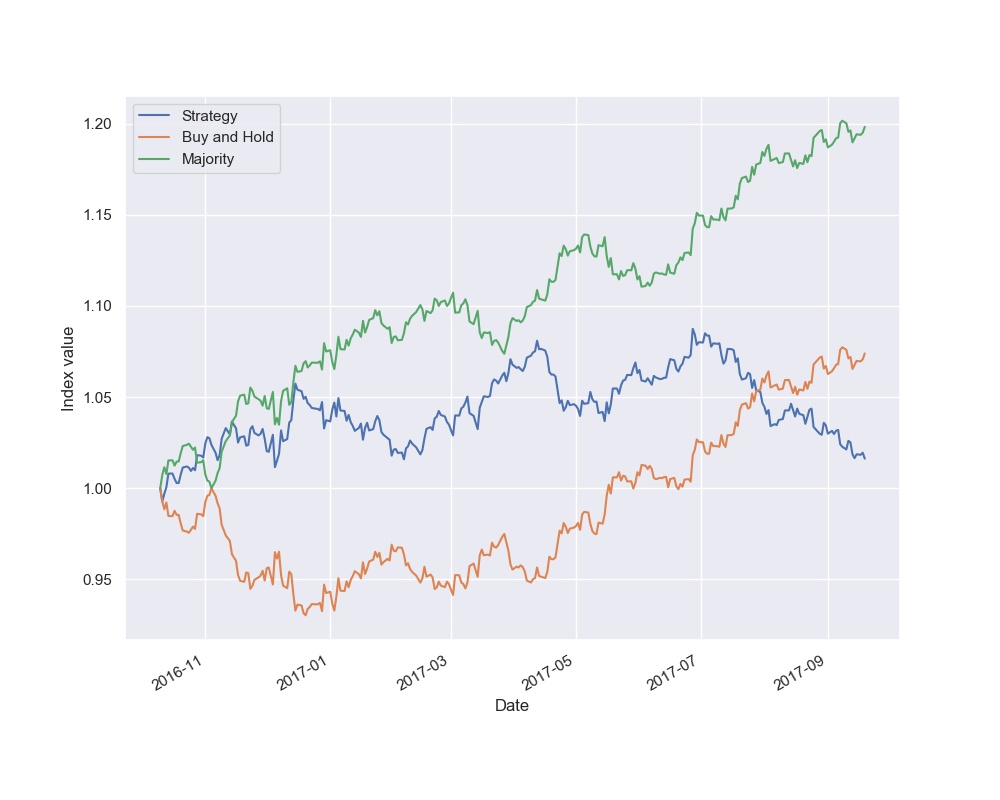 Strategy
Buy and Hold
Majority
1.20
1.15
1.10
1.05
1.00
0.95
Index value
2016-11
2017-01
2017-03
2017-05
2017-07
2017-09
Date